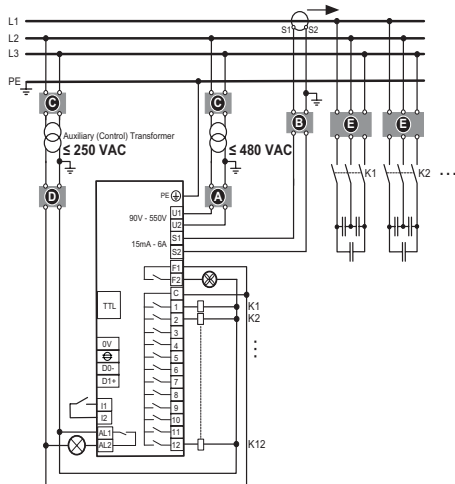 L1
L2
L3
PE
S1 S2
C
C
B
E
E
Auxiliary (Control) Transformer
≤ 250 VAC
≤ 480 VAC
K1
K2 ...
D
A
PE
90V - 550V
U1
U2
15mA - 6A
S1
S2
F1
F2
C
TTL
1
K1
2
K2
3
0V
4
5
D0-
6
D1+
7
8
I1
9
I2
10
AL1
11
AL2
12
K12